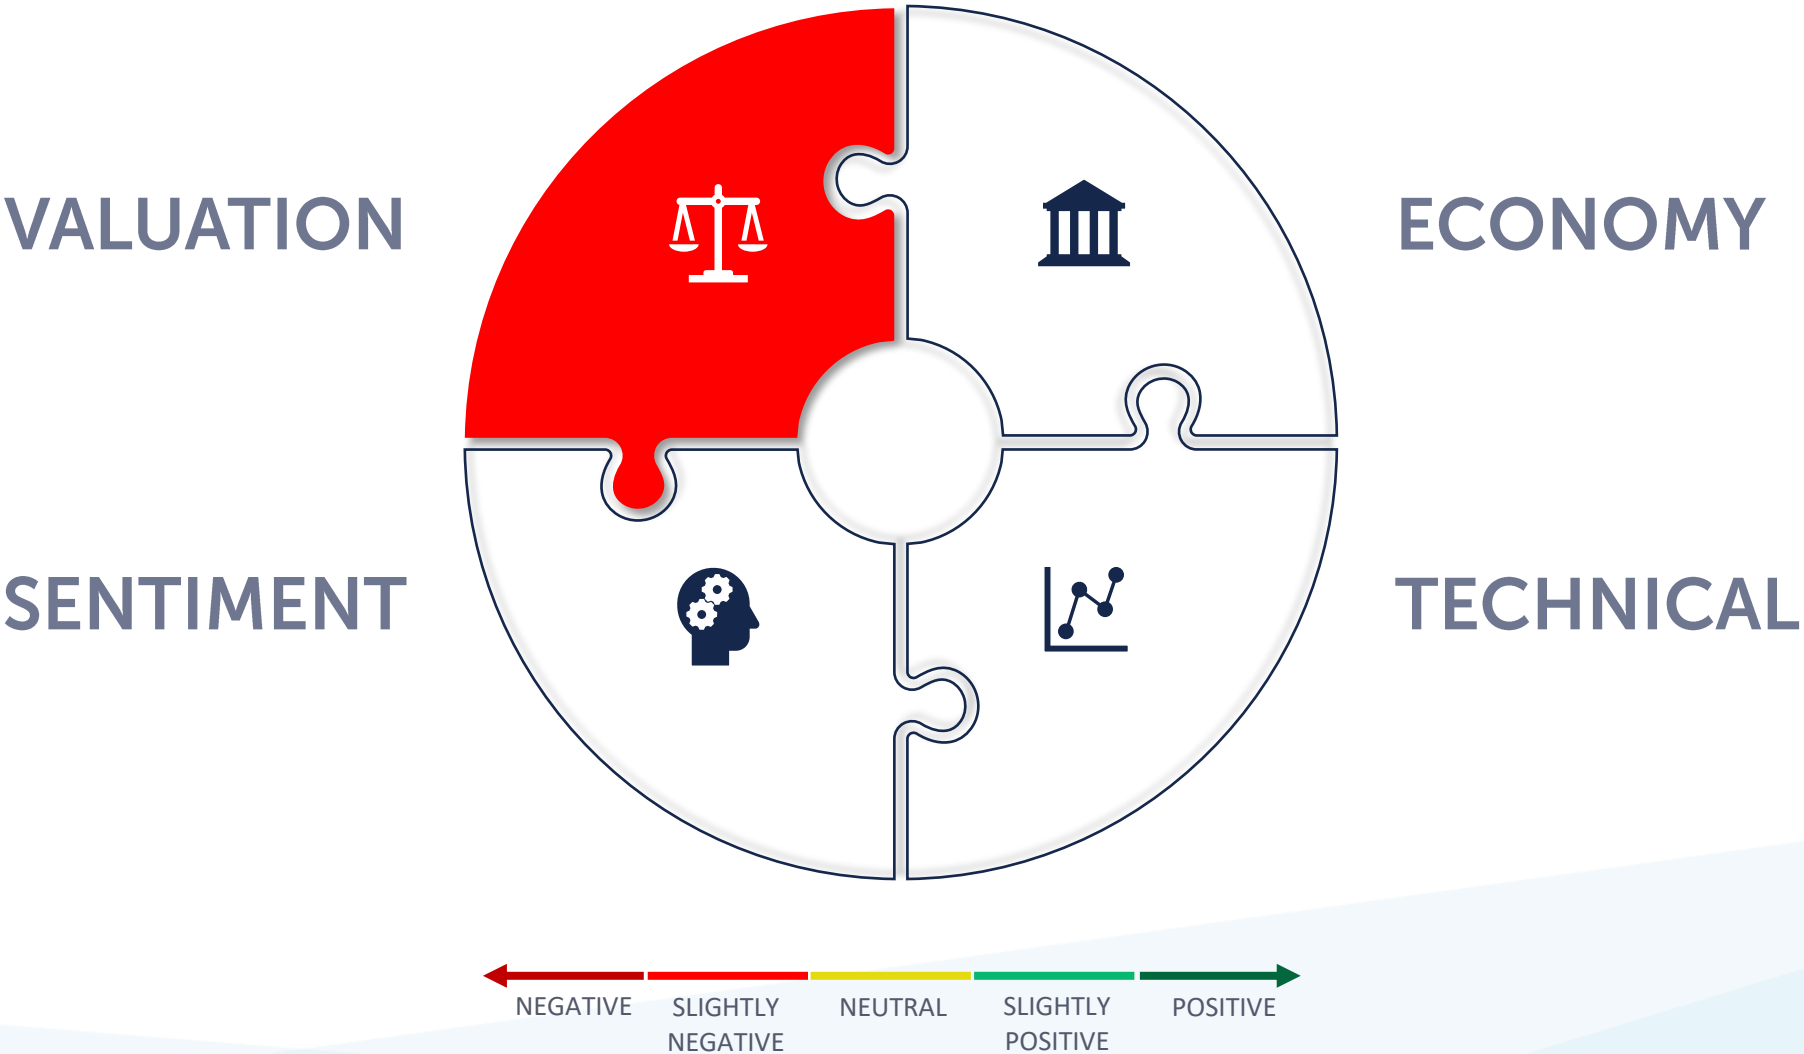 VALUATION
ECONOMY
SENTIMENT
TECHNICAL
NEGATIVE
SLIGHTLY
NEGATIVE
NEUTRAL
SLIGHTLY
POSITIVE
POSITIVE